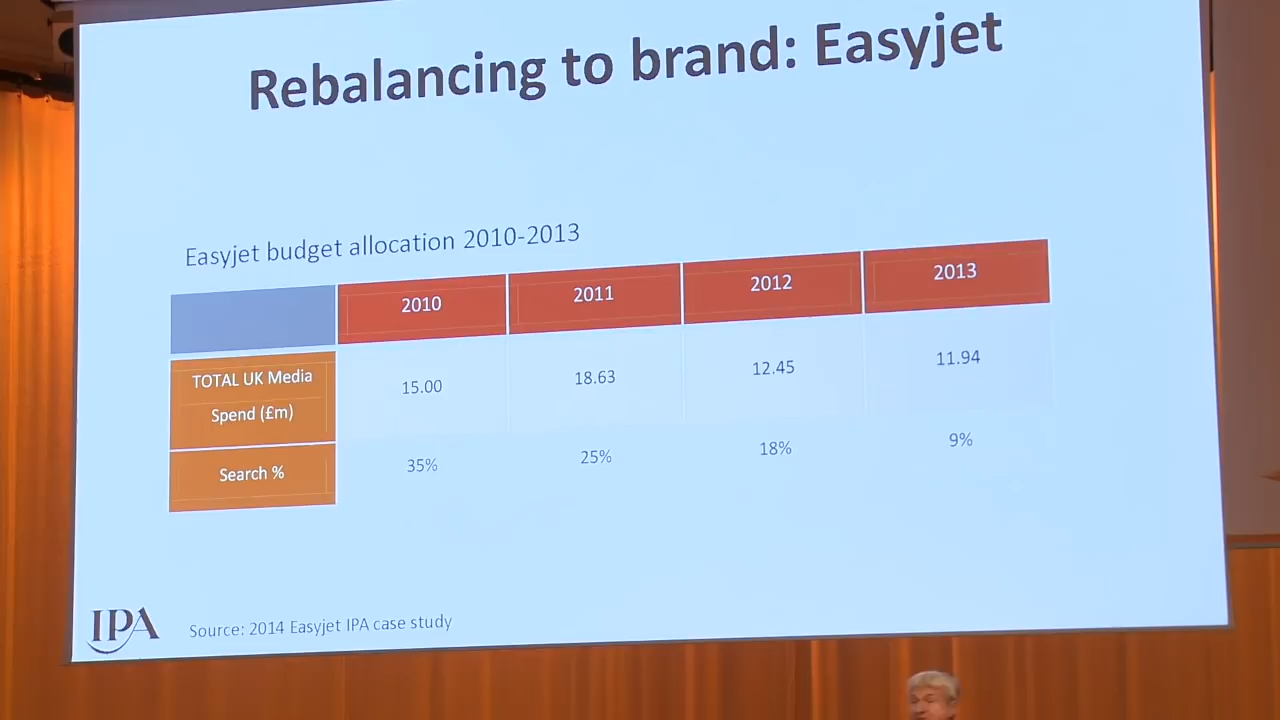 Rebalancing to brand: Easyjet
Easyjet budget allocation 2010-2013
2010 2011 2012 2013
TOTAL UK Media
Spend (£m)
15.00 18.63 12.45 11.94
Search % 35% 25% 18% 9%
IPA
Source: 2014 Easyjet IPA case study